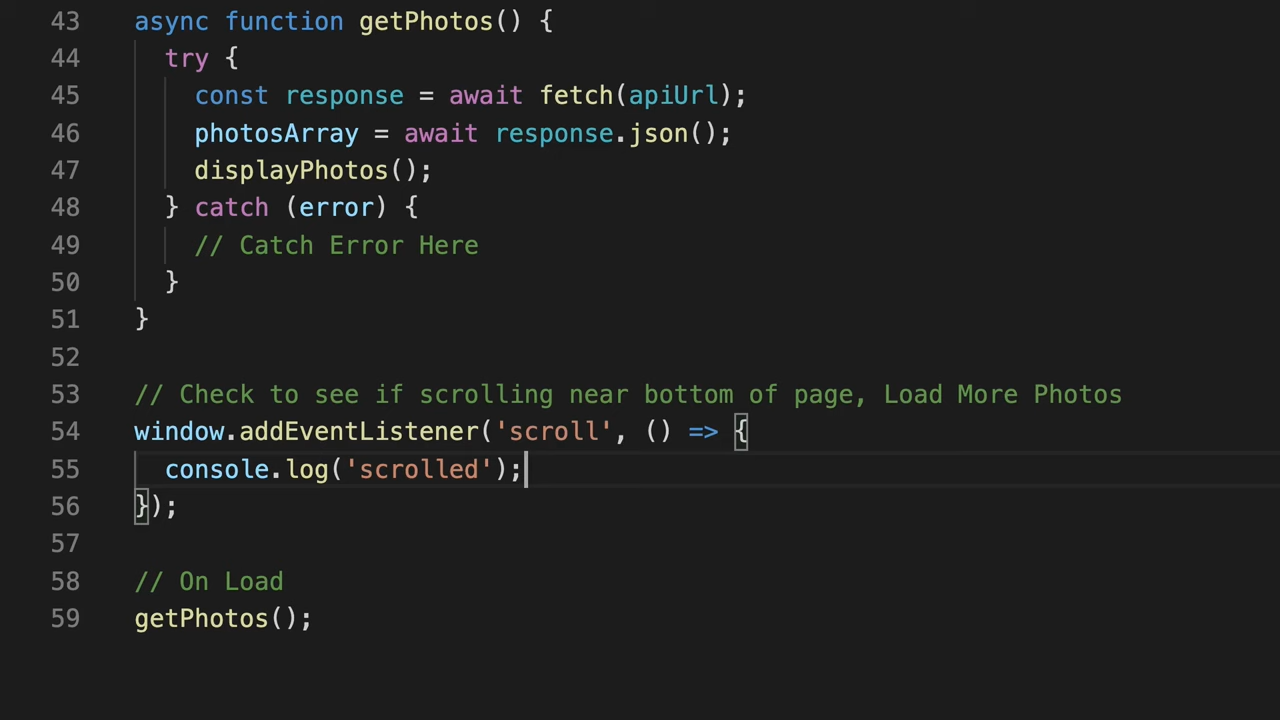 43 async function getPhotos() {
44   try {
45     const response = await fetch(apiUrl);
46     photosArray = await response.json();
47     displayPhotos();
48   } catch (error) {
49     // Catch Error Here
50   }
51 }
52
53 // Check to see if scrolling near bottom of page, Load More Photos
54 window.addEventListener('scroll', () => {
55   console.log('scrolled');
56 });
57
58 // On Load
59 getPhotos();